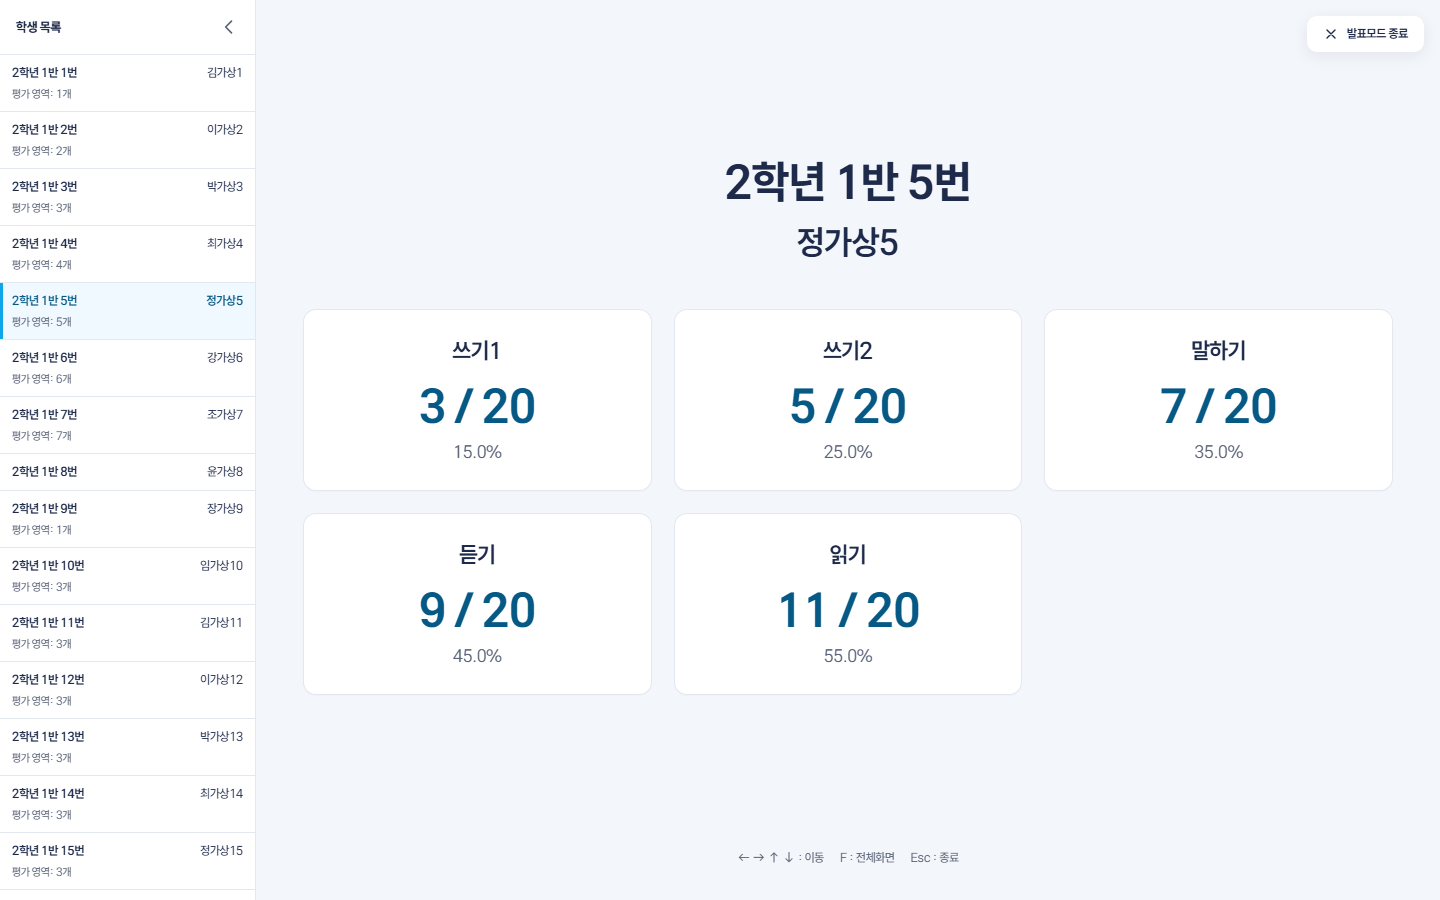 학생 목록
2학년 1반 1번 김가상1
평가 영역: 1개
2학년 1반 2번 이가상2
평가 영역: 2개
2학년 1반 3번 박가상3
평가 영역: 3개
2학년 1반 4번 최가상4
평가 영역: 4개
2학년 1반 5번 정가상5
평가 영역: 5개
2학년 1반 6번 강가상6
평가 영역: 6개
2학년 1반 7번 조가상7
평가 영역: 7개
2학년 1반 8번 윤가상8
2학년 1반 9번 장가상9
평가 영역: 1개
2학년 1반 10번 임가상10
평가 영역: 3개
2학년 1반 11번 김가상11
평가 영역: 3개
2학년 1반 12번 이가상12
평가 영역: 3개
2학년 1반 13번 박가상13
평가 영역: 3개
2학년 1반 14번 최가상14
평가 영역: 3개
2학년 1반 15번 정가상15
평가 영역: 3개
발표모드 종료
2학년 1반 5번
정가상5
쓰기1
3 / 20
15.0%
쓰기2
5 / 20
25.0%
말하기
7 / 20
35.0%
듣기
9 / 20
45.0%
읽기
11 / 20
55.0%
← → ↑ ↓ : 이동 F : 전체화면 Esc : 종료